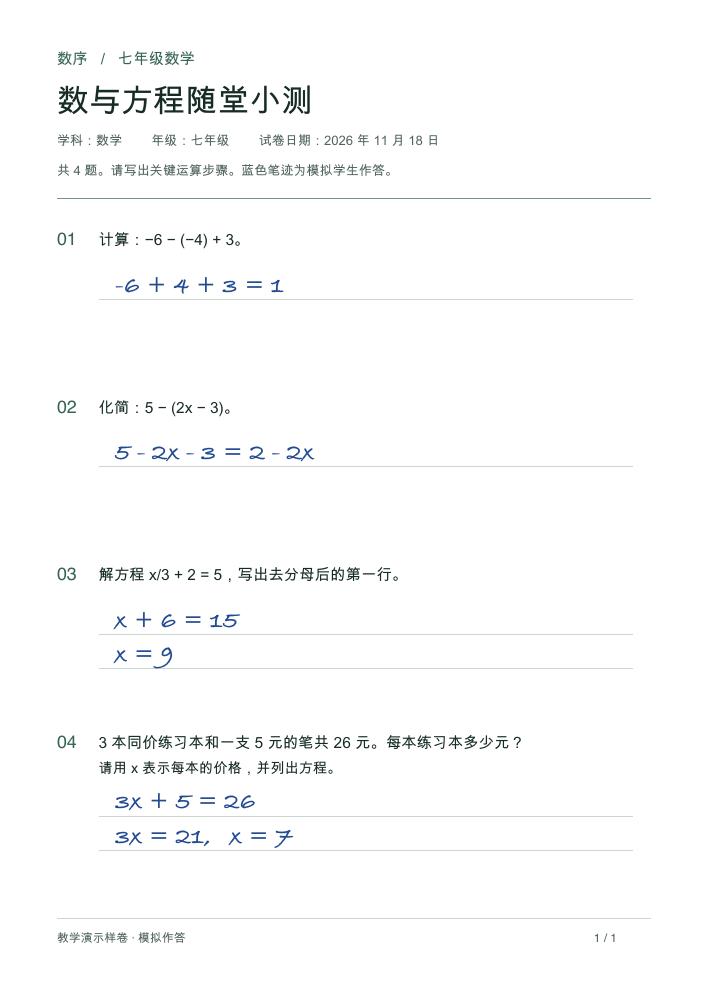 数序 / 七年级数学
数与方程随堂小测
学科：数学 年级：七年级 试卷日期：2026 年 11 月 18 日
共 4 题。请写出关键运算步骤。蓝色笔迹为模拟学生作答。
01 计算：−6 − (−4) + 3。
-6 + 4 + 3 = 1
02 化简：5 − (2x − 3)。
5 - 2x - 3 = 2 - 2x
03 解方程 x/3 + 2 = 5，写出去分母后的第一行。
x + 6 = 15
x = 9
04 3 本同价练习本和一支 5 元的笔共 26 元。每本练习本多少元？
请用 x 表示每本的价格，并列出方程。
3x + 5 = 26
3x = 21, x = 7
教学演示样卷 · 模拟作答 1 / 1